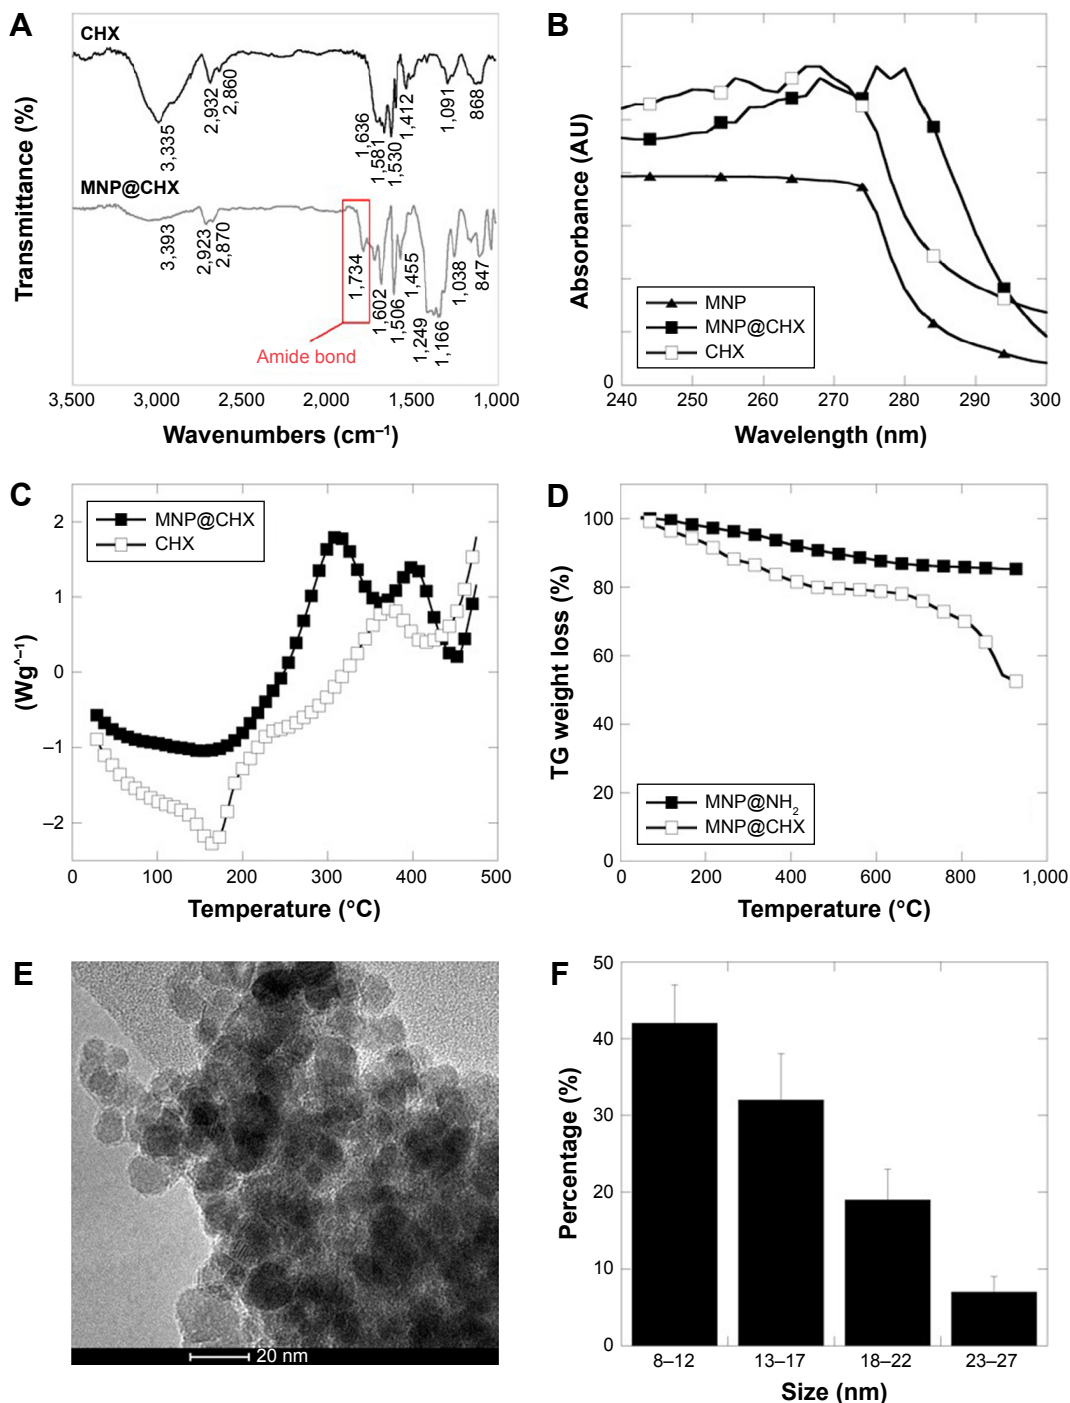 A
CHX
3,335
2,932
2,860
1,636
1,581
1,530
1,412
1,091
868
MNP@CHX
3,393
2,923
2,870
1,734
1,602
1,506
1,455
1,249
1,166
1,038
847
Amide bond
Transmittance (%)
3,500
3,000
2,500
2,000
1,500
1,000
Wavenumbers (cm⁻¹)
B
Absorbance (AU)
MNP
MNP@CHX
CHX
0
240
250
260
270
280
290
300
Wavelength (nm)
C
MNP@CHX
CHX
2
1
0
–1
–2
(Wg^–1)
0
100
200
300
400
500
Temperature (°C)
D
100
80
60
40
20
0
TG weight loss (%)
MNP@NH₂
MNP@CHX
0
200
400
600
800
1,000
Temperature (°C)
E
20 nm
F
50
40
30
20
10
0
Percentage (%)
8–12
13–17
18–22
23–27
Size (nm)